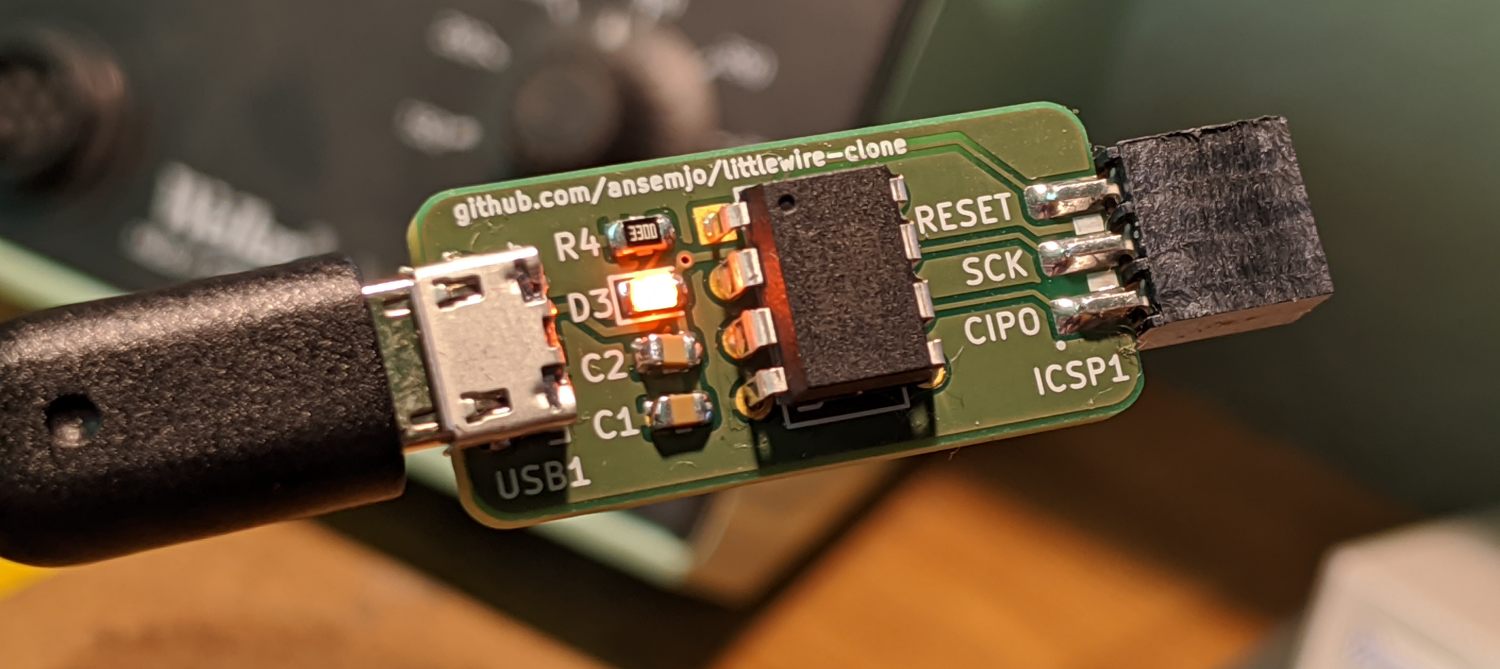 github.com/ansemjo/littlewire-clone
R4
3300
RESET
D3
SCK
C2
CIPO
C1
ICSP1
USB1